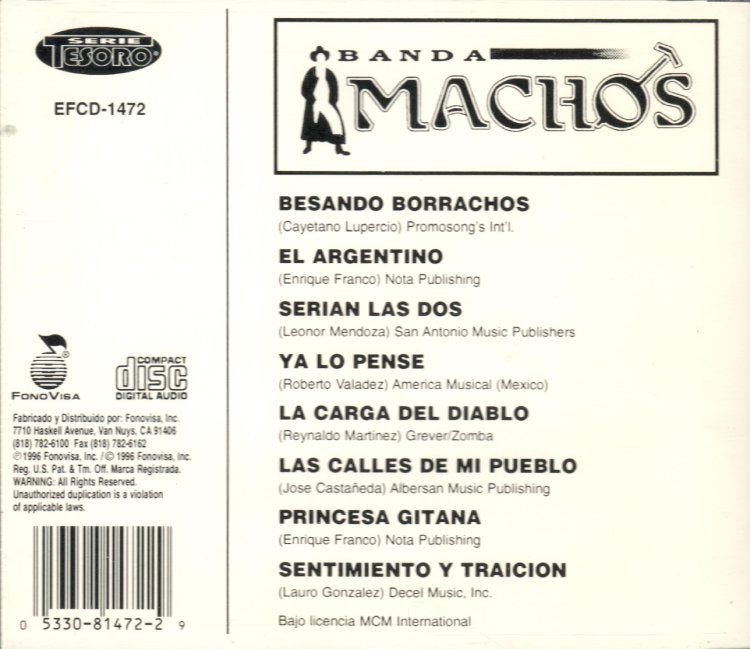 SERIE
TESORO
EFCD-1472
BANDA
MACHOS
BESANDO BORRACHOS
(Cayetano Lupercio) Promosong's Int'l.
EL ARGENTINO
(Enrique Franco) Nota Publishing
SERIAN LAS DOS
(Leonor Mendoza) San Antonio Music Publishers
YA LO PENSE
(Roberto Valadez) America Musical (Mexico)
LA CARGA DEL DIABLO
(Reynaldo Martinez) Grever/Zomba
LAS CALLES DE MI PUEBLO
(Jose Castañeda) Albersan Music Publishing
PRINCESA GITANA
(Enrique Franco) Nota Publishing
SENTIMIENTO Y TRAICION
(Lauro Gonzalez) Decel Music, Inc.
Bajo licencia MCM International
®
FONOVISA
COMPACT
disc
DIGITAL AUDIO
Fabricado y Distribuido por: Fonovisa, Inc.
7710 Haskell Avenue, Van Nuys, CA 91406
(818) 782-6100 Fax (818) 782-6162
℗1996 Fonovisa, Inc. / © 1996 Fonovisa, Inc.
Reg. U.S. Pat. & Tm. Off. Marca Registrada.
WARNING: All Rights Reserved.
Unauthorized duplication is a violation
of applicable laws.
0 5330-81472-2 9